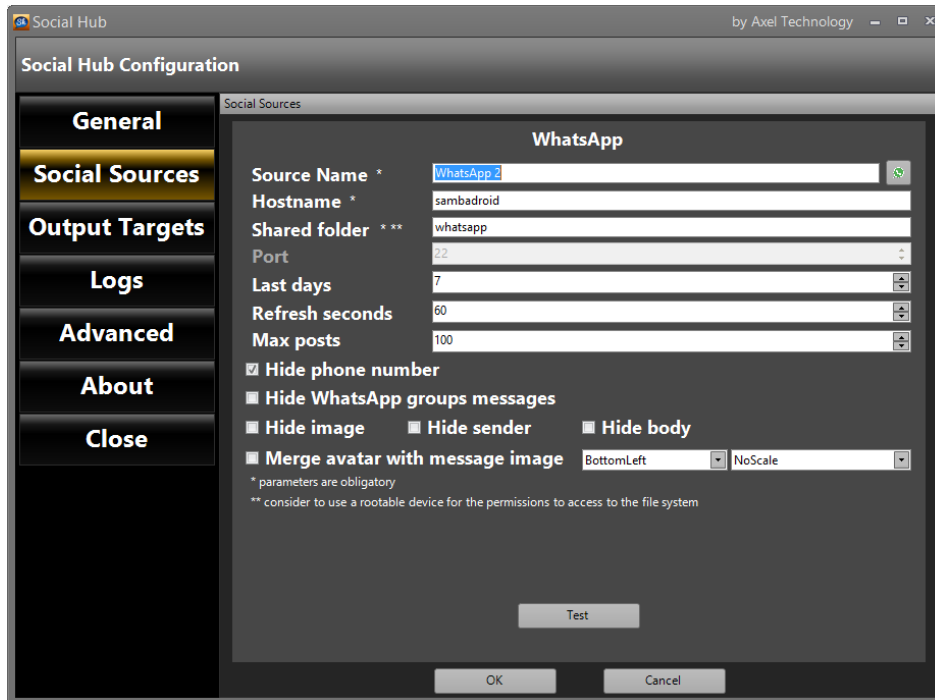 Social Hub by Axel Technology
Social Hub Configuration
General
Social Sources
Output Targets
Logs
Advanced
About
Close
Social Sources
WhatsApp
Source Name * WhatsApp 2
Hostname * sambadroid
Shared folder * ** whatsapp
Port 22
Last days 7
Refresh seconds 60
Max posts 100
Hide phone number
Hide WhatsApp groups messages
Hide image Hide sender Hide body
Merge avatar with message image BottomLeft NoScale
* parameters are obligatory
** consider to use a rootable device for the permissions to access to the file system
Test
OK Cancel